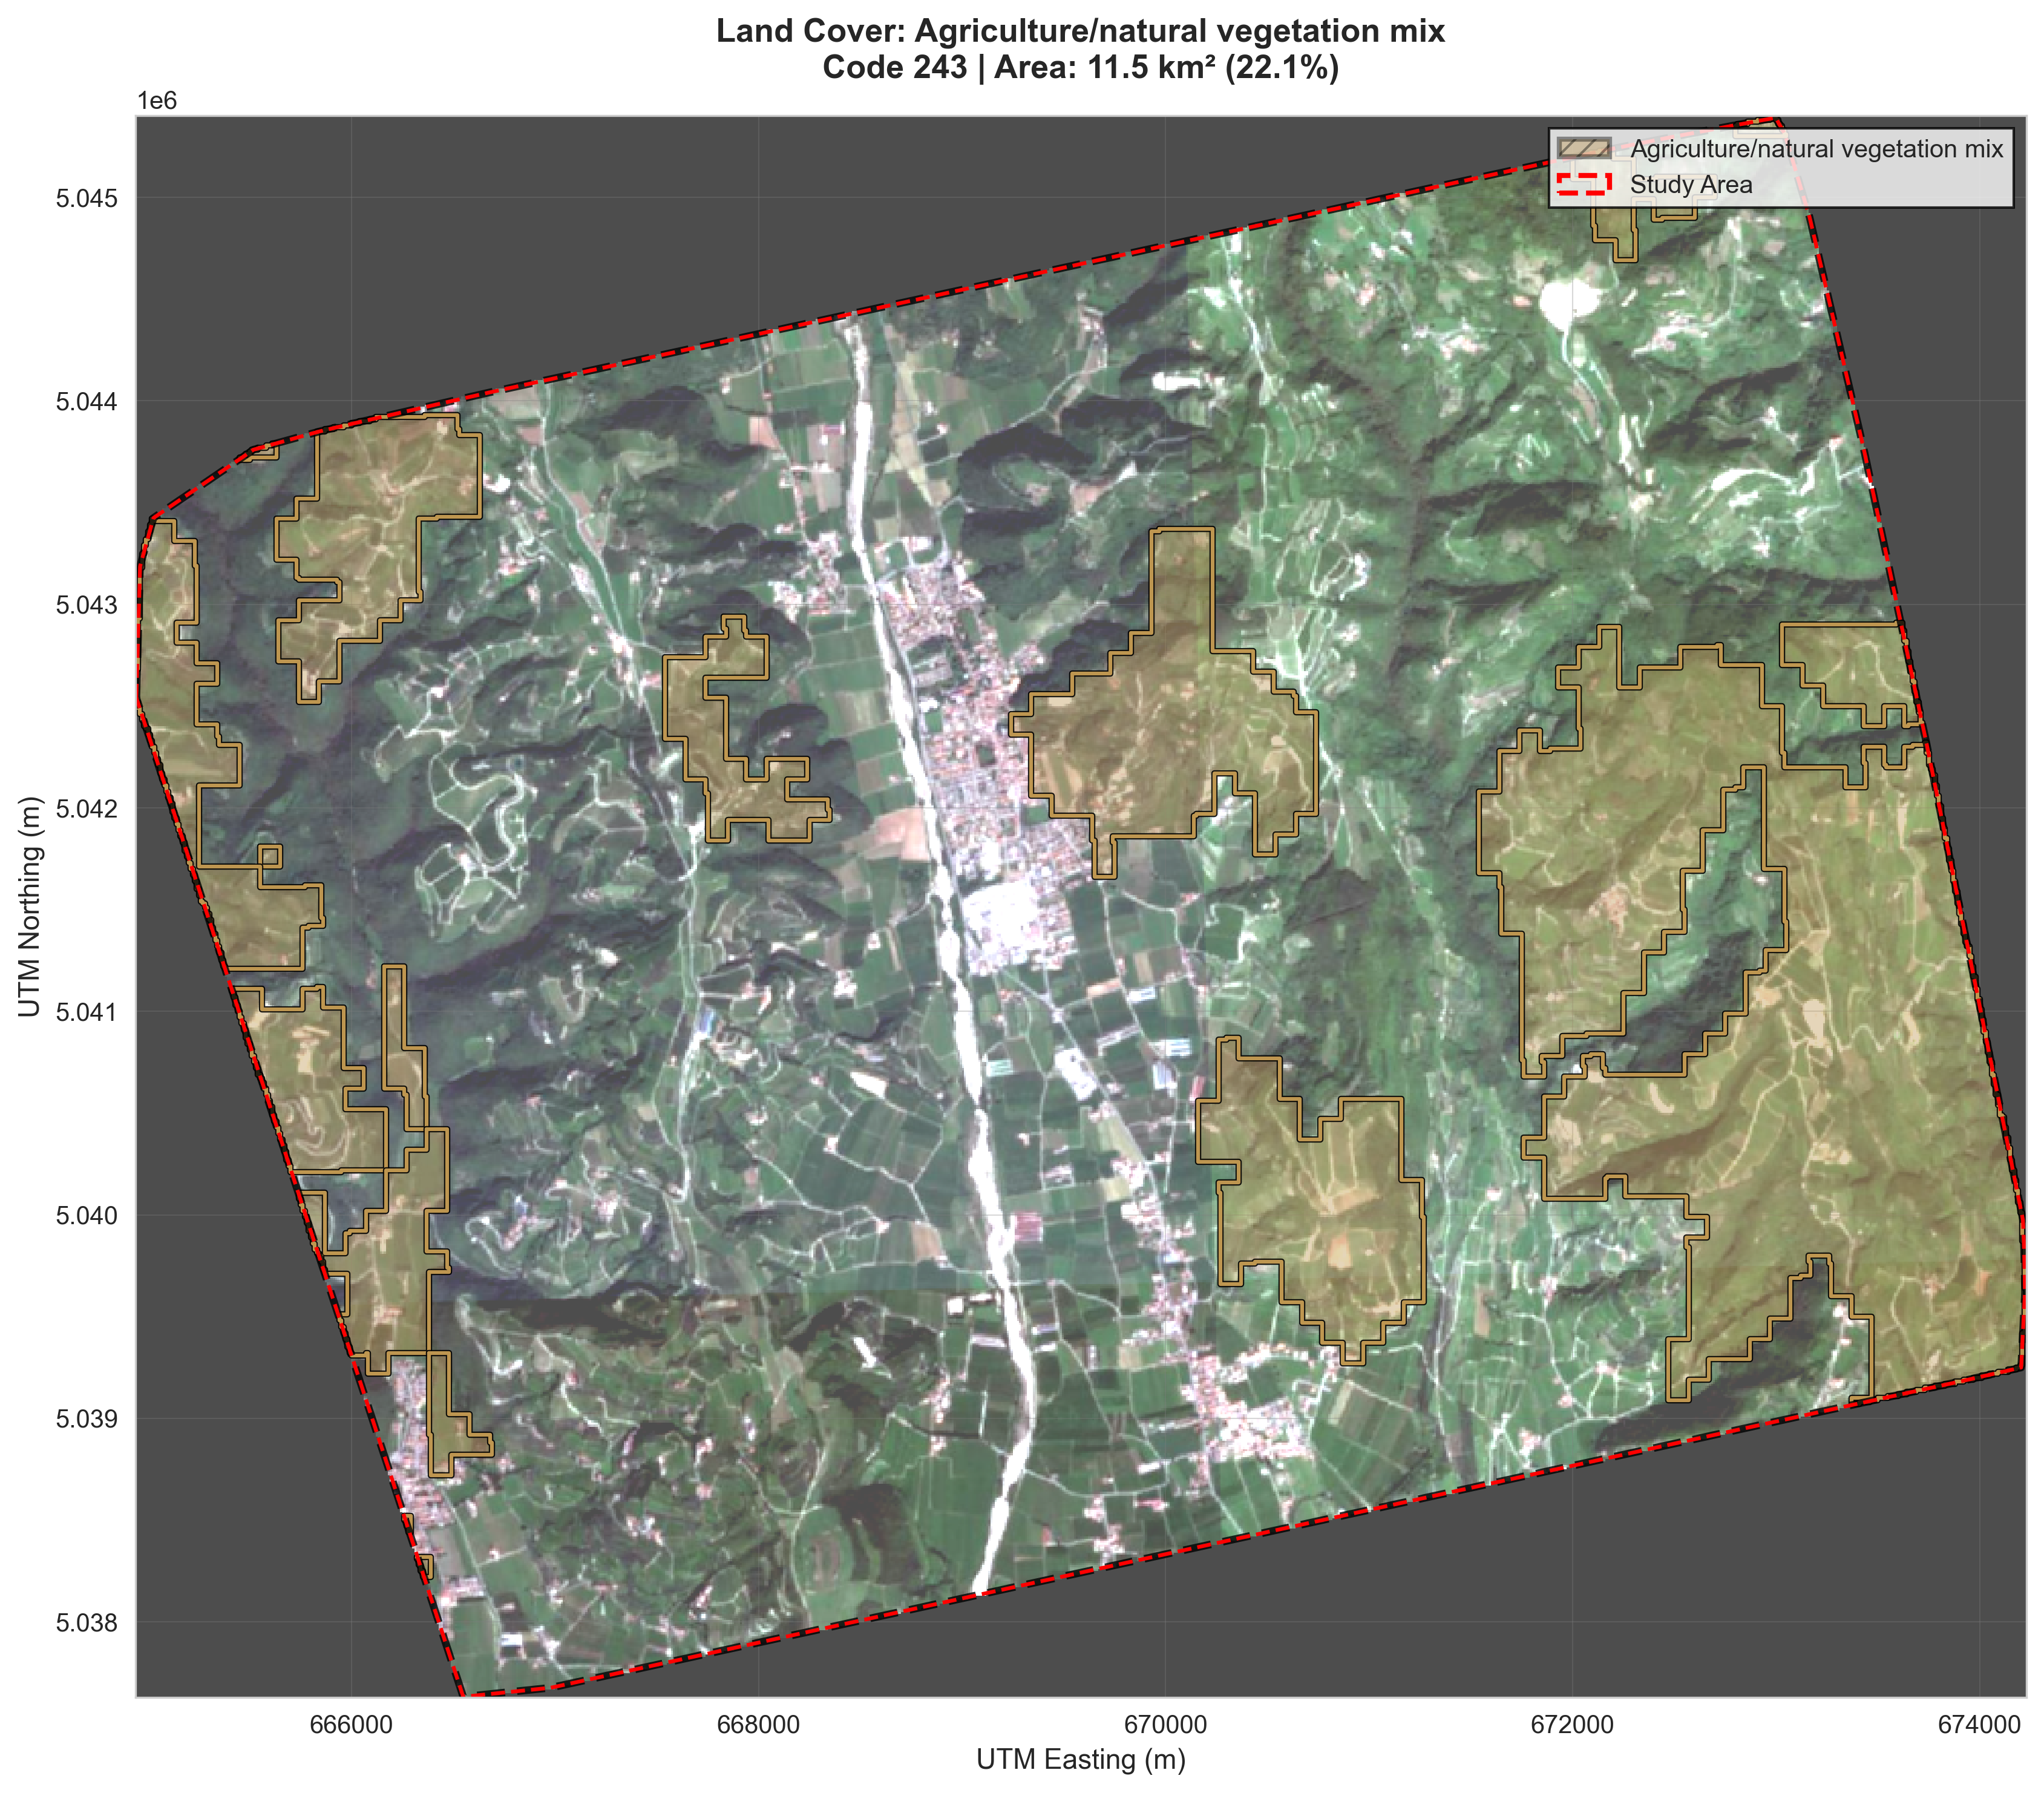 Land Cover: Agriculture/natural vegetation mix
Code 243 | Area: 11.5 km² (22.1%)
1e6
Agriculture/natural vegetation mix
Study Area
5.045
5.044
5.043
5.042
5.041
5.040
5.039
5.038
UTM Northing (m)
666000
668000
670000
672000
674000
UTM Easting (m)